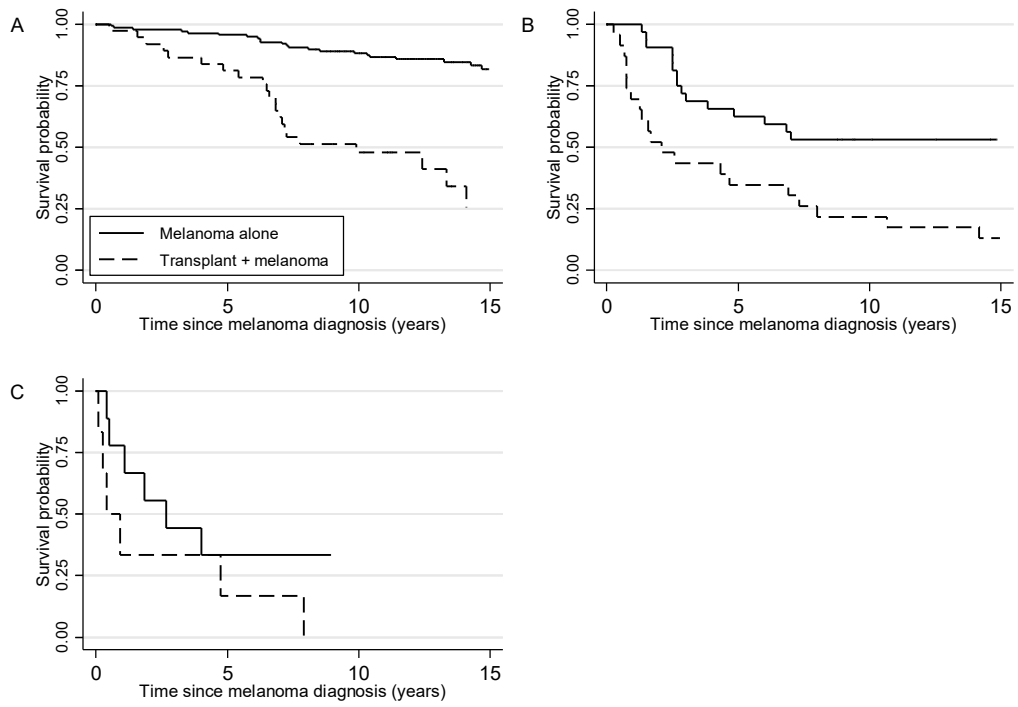 A
Survival probability
1.00
0.75
0.50
0.25
0.00
Melanoma alone
Transplant + melanoma
0 5 10 15
Time since melanoma diagnosis (years)
B
Survival probability
1.00
0.75
0.50
0.25
0.00
0 5 10 15
Time since melanoma diagnosis (years)
C
Survival probability
1.00
0.75
0.50
0.25
0.00
0 5 10 15
Time since melanoma diagnosis (years)